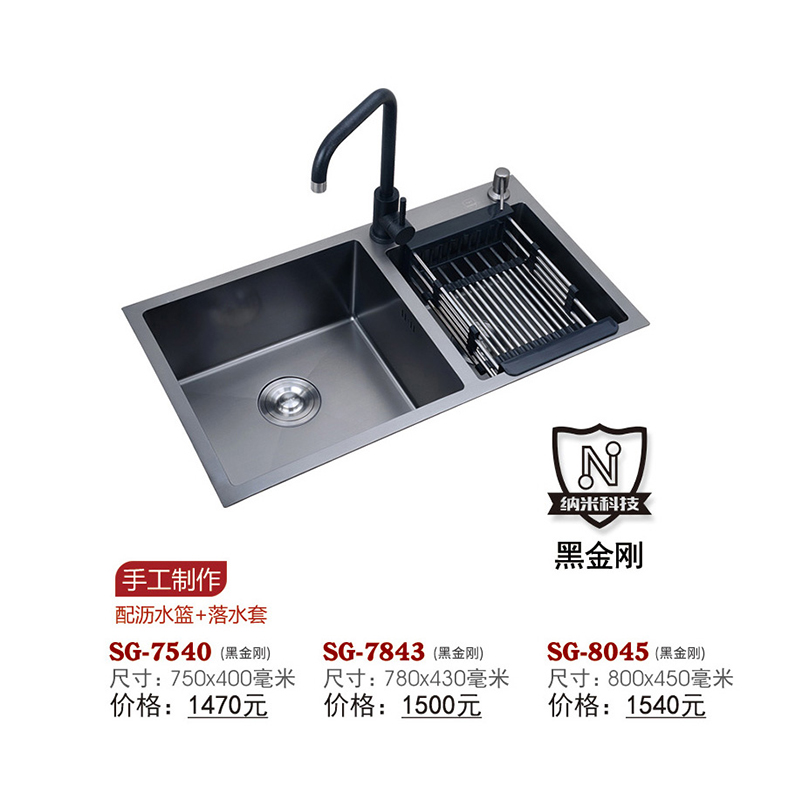 N
纳米科技
黑金刚
手工制作
配沥水篮+落水套
SG-7540 (黑金刚)
尺寸：750x400毫米
价格：1470元
SG-7843 (黑金刚)
尺寸：780x430毫米
价格：1500元
SG-8045 (黑金刚)
尺寸：800x450毫米
价格：1540元